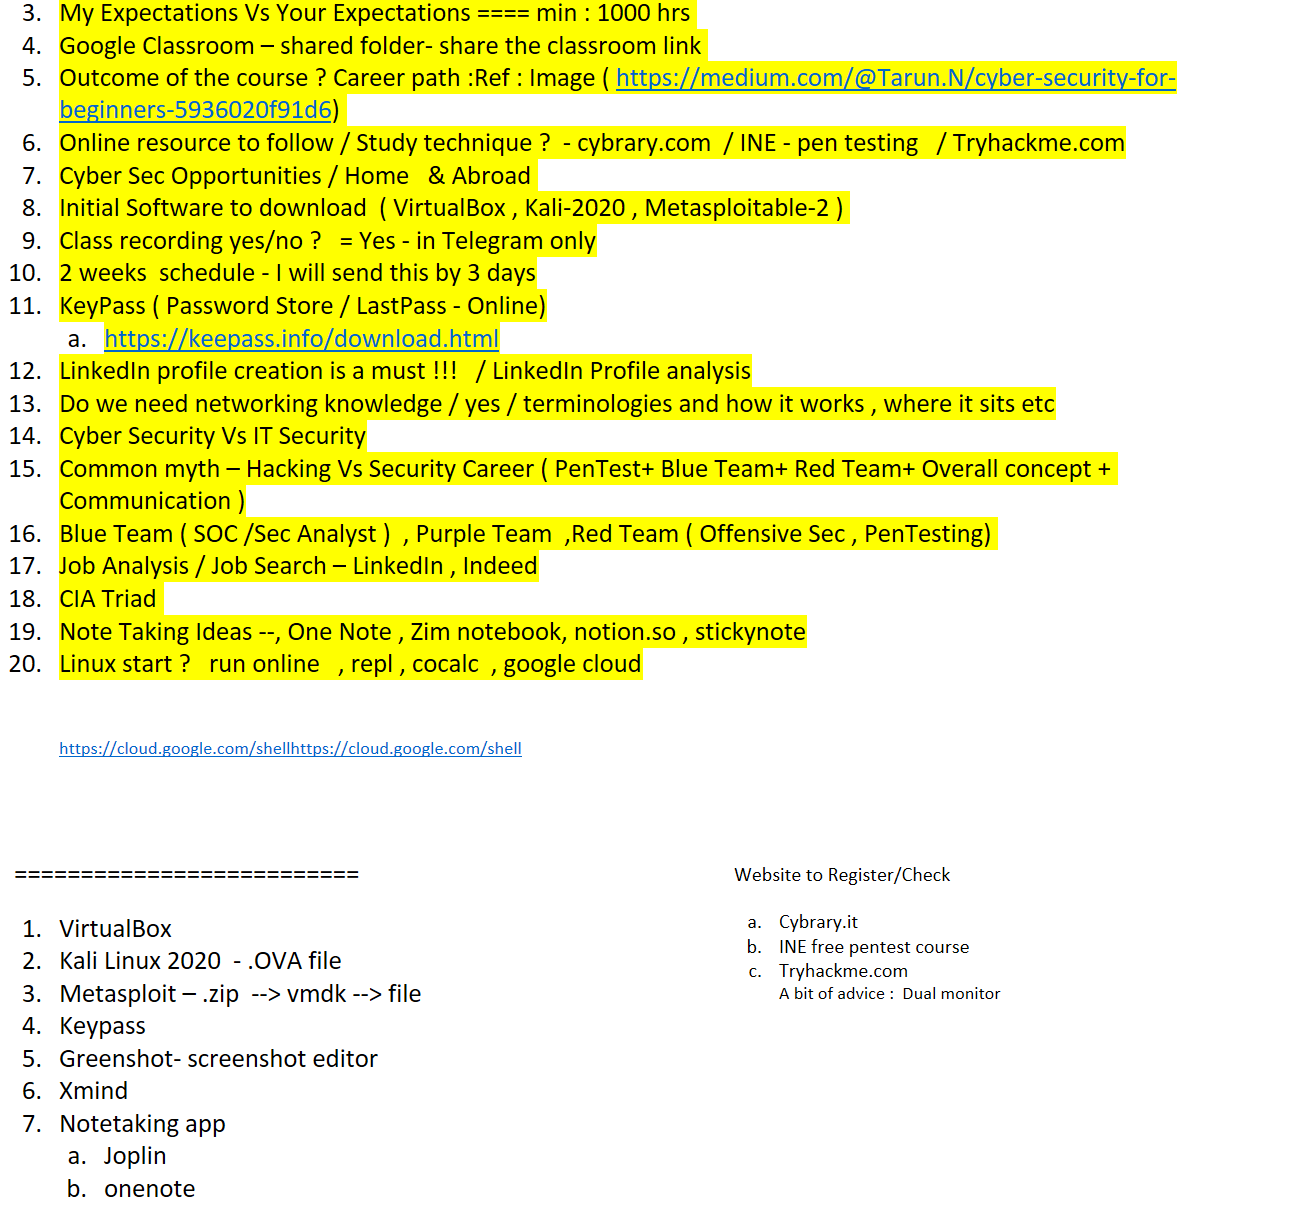 3. My Expectations Vs Your Expectations ==== min : 1000 hrs
4. Google Classroom – shared folder- share the classroom link
5. Outcome of the course ? Career path :Ref : Image ( https://medium.com/@Tarun.N/cyber-security-for-
beginners-5936020f91d6)
6. Online resource to follow / Study technique ?  - cybrary.com  / INE - pen testing   / Tryhackme.com
7. Cyber Sec Opportunities / Home   & Abroad
8. Initial Software to download  ( VirtualBox , Kali-2020 , Metasploitable-2 )
9. Class recording yes/no ?   = Yes - in Telegram only
10. 2 weeks  schedule - I will send this by 3 days
11. KeyPass ( Password Store / LastPass - Online)
a. https://keepass.info/download.html
12. LinkedIn profile creation is a must !!!   / LinkedIn Profile analysis
13. Do we need networking knowledge / yes / terminologies and how it works , where it sits etc
14. Cyber Security Vs IT Security
15. Common myth – Hacking Vs Security Career ( PenTest+ Blue Team+ Red Team+ Overall concept +
Communication )
16. Blue Team ( SOC /Sec Analyst )  , Purple Team  ,Red Team ( Offensive Sec , PenTesting)
17. Job Analysis / Job Search – LinkedIn , Indeed
18. CIA Triad
19. Note Taking Ideas --, One Note , Zim notebook, notion.so , stickynote
20. Linux start ?   run online   , repl , cocalc  , google cloud
https://cloud.google.com/shellhttps://cloud.google.com/shell
==========================
1. VirtualBox
2. Kali Linux 2020  - .OVA file
3. Metasploit – .zip  --> vmdk --> file
4. Keypass
5. Greenshot- screenshot editor
6. Xmind
7. Notetaking app
a. Joplin
b. onenote
Website to Register/Check
a. Cybrary.it
b. INE free pentest course
c. Tryhackme.com
A bit of advice :  Dual monitor